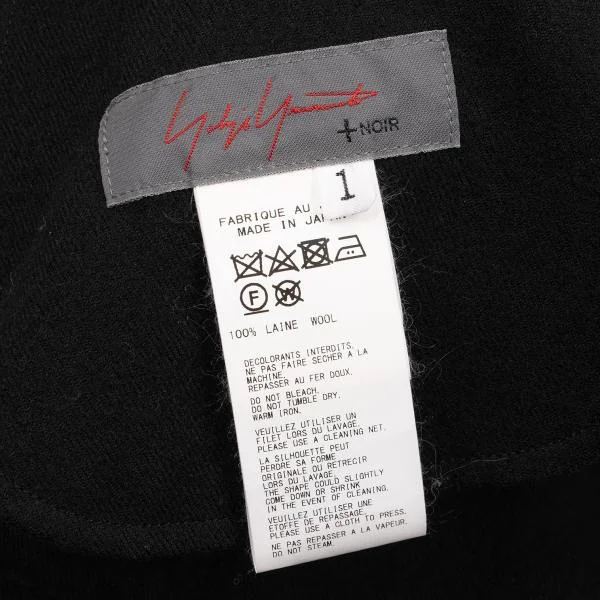 Yohji Yamamoto
+NOIR
1
FABRIQUE AU
MADE IN JAPAN
F W
100% LAINE WOOL
DECOLORANTS INTERDITS.
NE PAS FAIRE SECHER A LA
MACHINE.
REPASSER AU FER DOUX.
DO NOT BLEACH.
DO NOT TUMBLE DRY.
WARM IRON.
VEUILLEZ UTILISER UN
FILET LORS DU LAVAGE.
PLEASE USE A CLEANING NET.
LA SILHOUETTE PEUT
PERDRE SA FORME
ORIGINALE OU RETRECIR
LORS DU LAVAGE.
THE SHAPE COULD SLIGHTLY
COME DOWN OR SHRINK
IN THE EVENT OF CLEANING.
VEUILLEZ UTILISER UNE
ETOFFE DE REPASSAGE.
PLEASE USE A CLOTH TO PRESS.
NE PAS REPASSER A LA VAPEUR.
DO NOT STEAM.